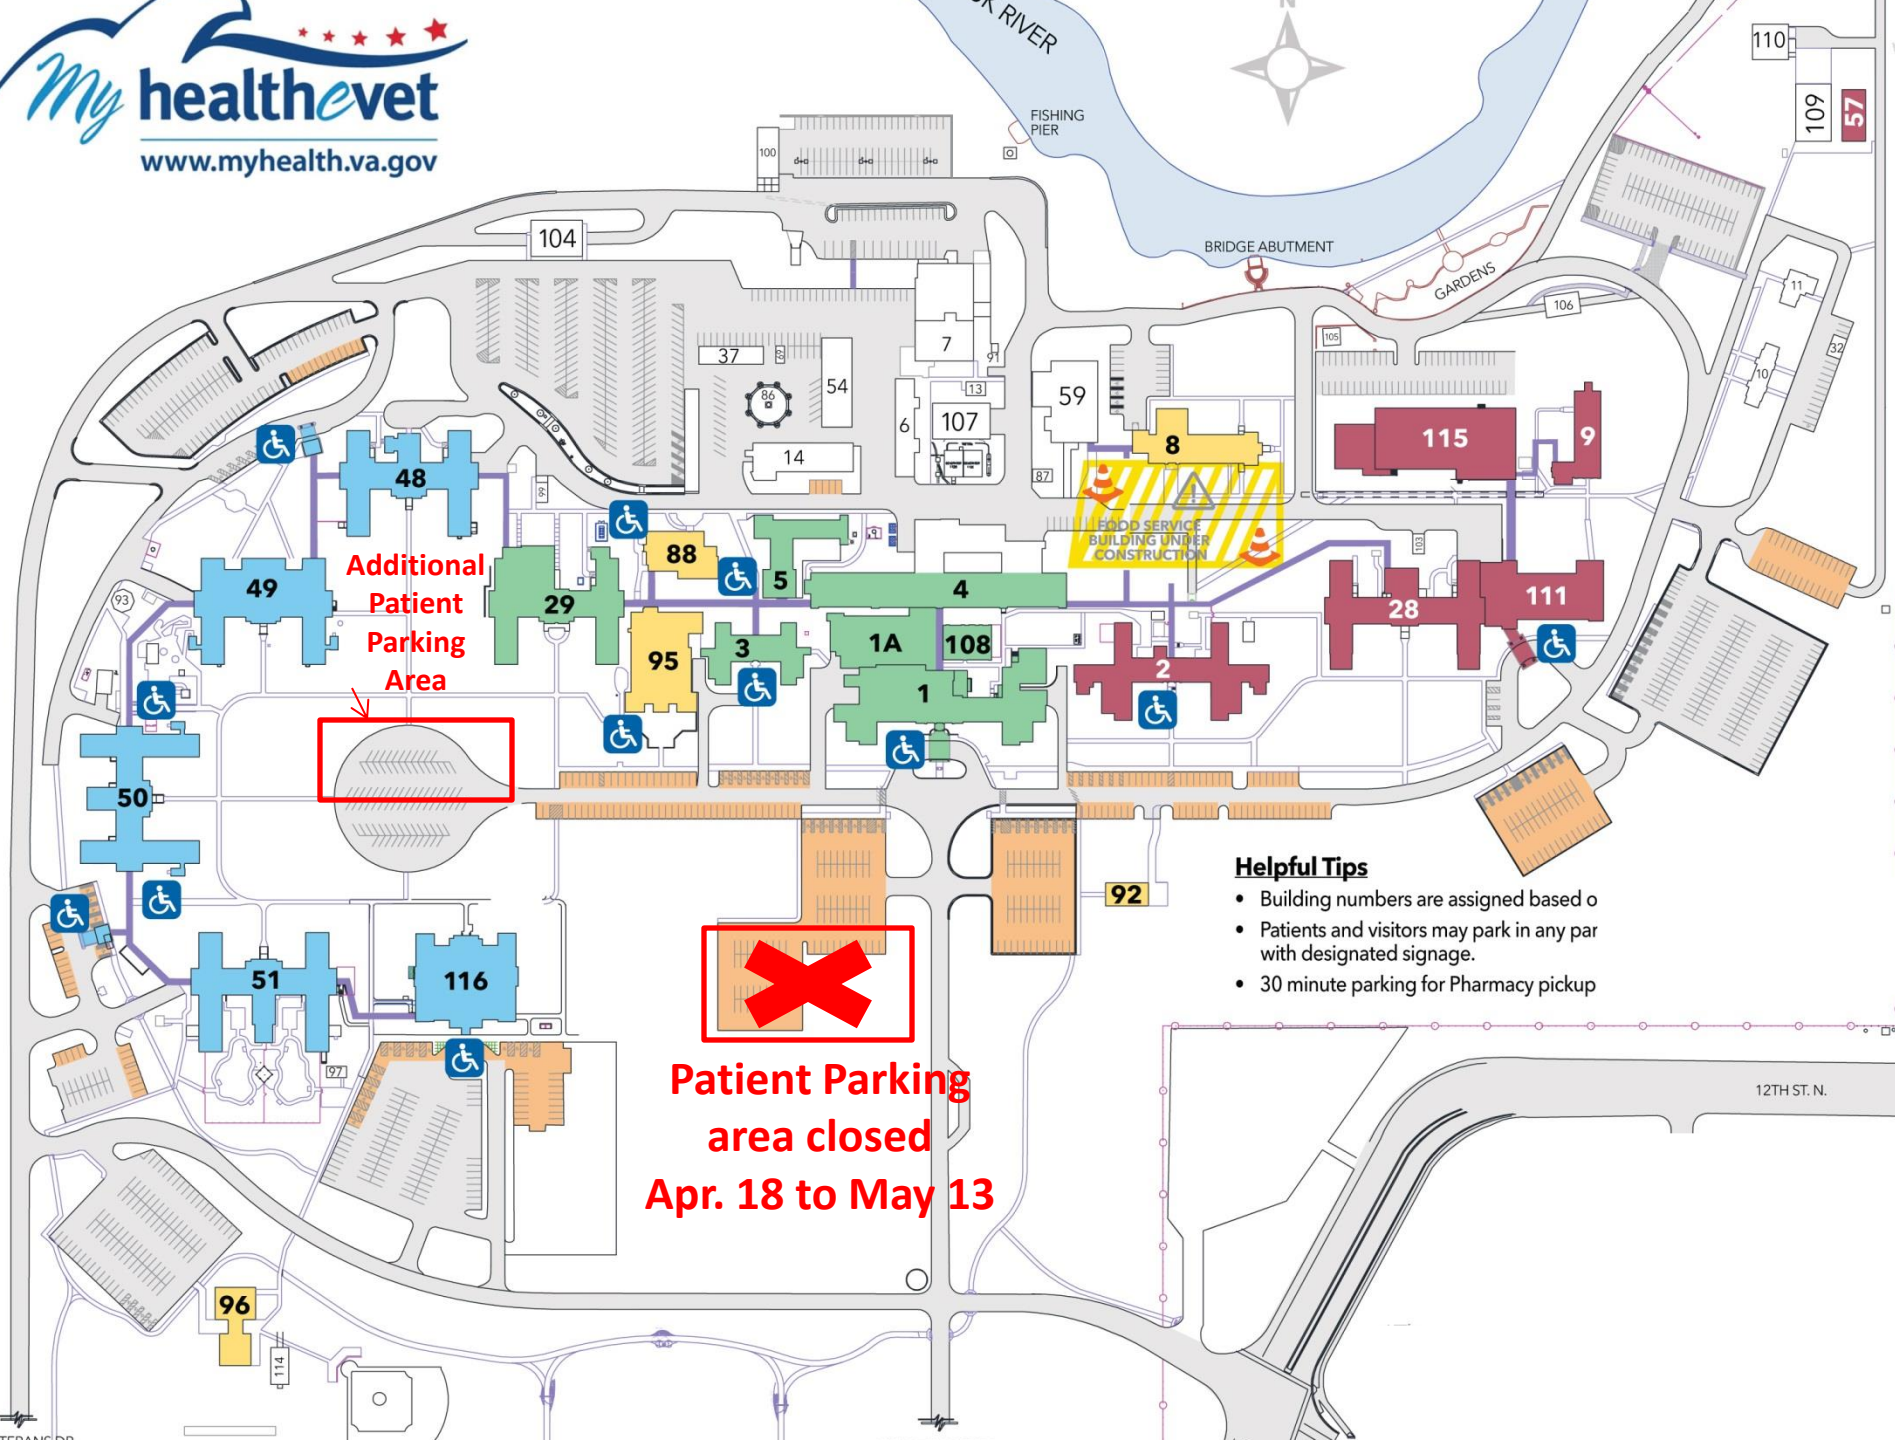 My healthevet
www.myhealth.va.gov
RIVER
N
FISHING
PIER
BRIDGE ABUTMENT
GARDENS
110
109
57
100
104
106
105
11
32
10
7
91
13
37
69
54
86
6
107
59
14
87
8
115
9
48
99
FOOD SERVICE
BUILDING UNDER
CONSTRUCTION
103
Additional
Patient
Parking
Area
88
5
4
49
93
29
28
111
1A
108
3
95
2
1
50
92
Helpful Tips
• Building numbers are assigned based o
• Patients and visitors may park in any par
with designated signage.
• 30 minute parking for Pharmacy pickup
51
116
97
Patient Parking
area closed
Apr. 18 to May 13
12TH ST. N.
96
114